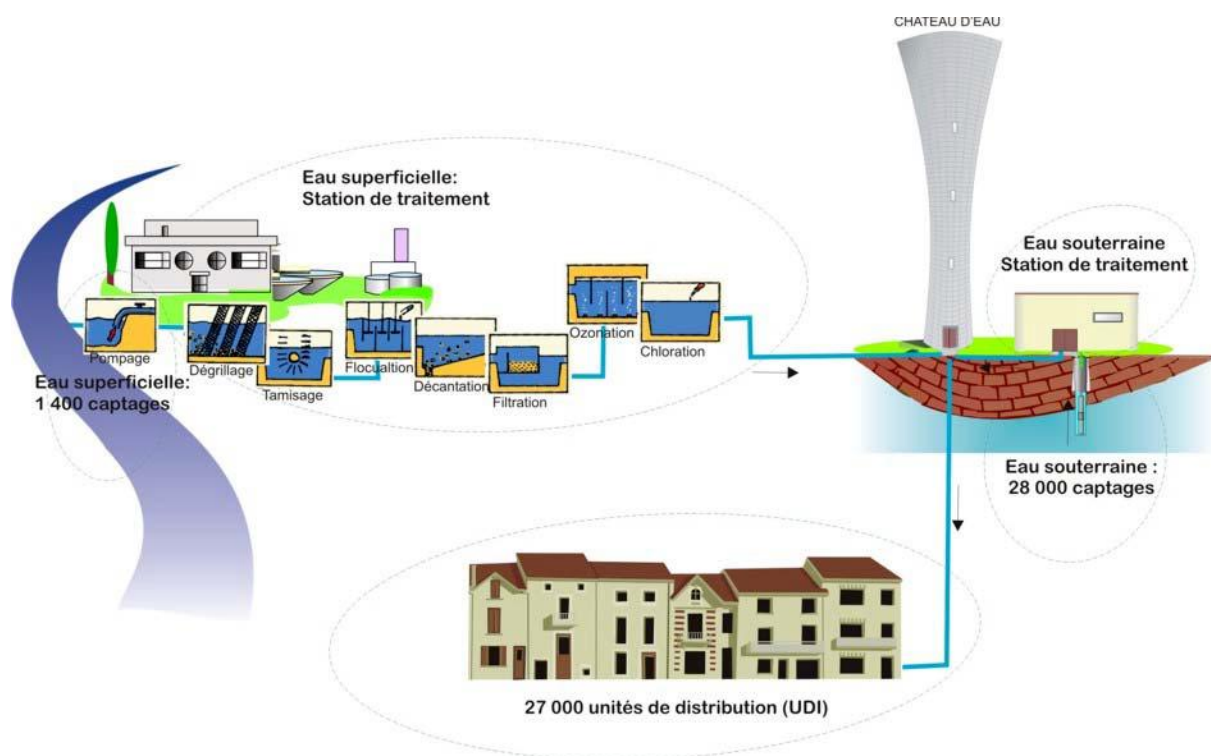 CHATEAU D'EAU
Eau superficielle:
Station de traitement
Eau souterraine
Station de traitement
Pompage
Dégrillage
Tamisage
Flocualtion
Décantation
Filtration
Ozonation
Chloration
Eau superficielle:
1 400 captages
Eau souterraine :
28 000 captages
27 000 unités de distribution (UDI)